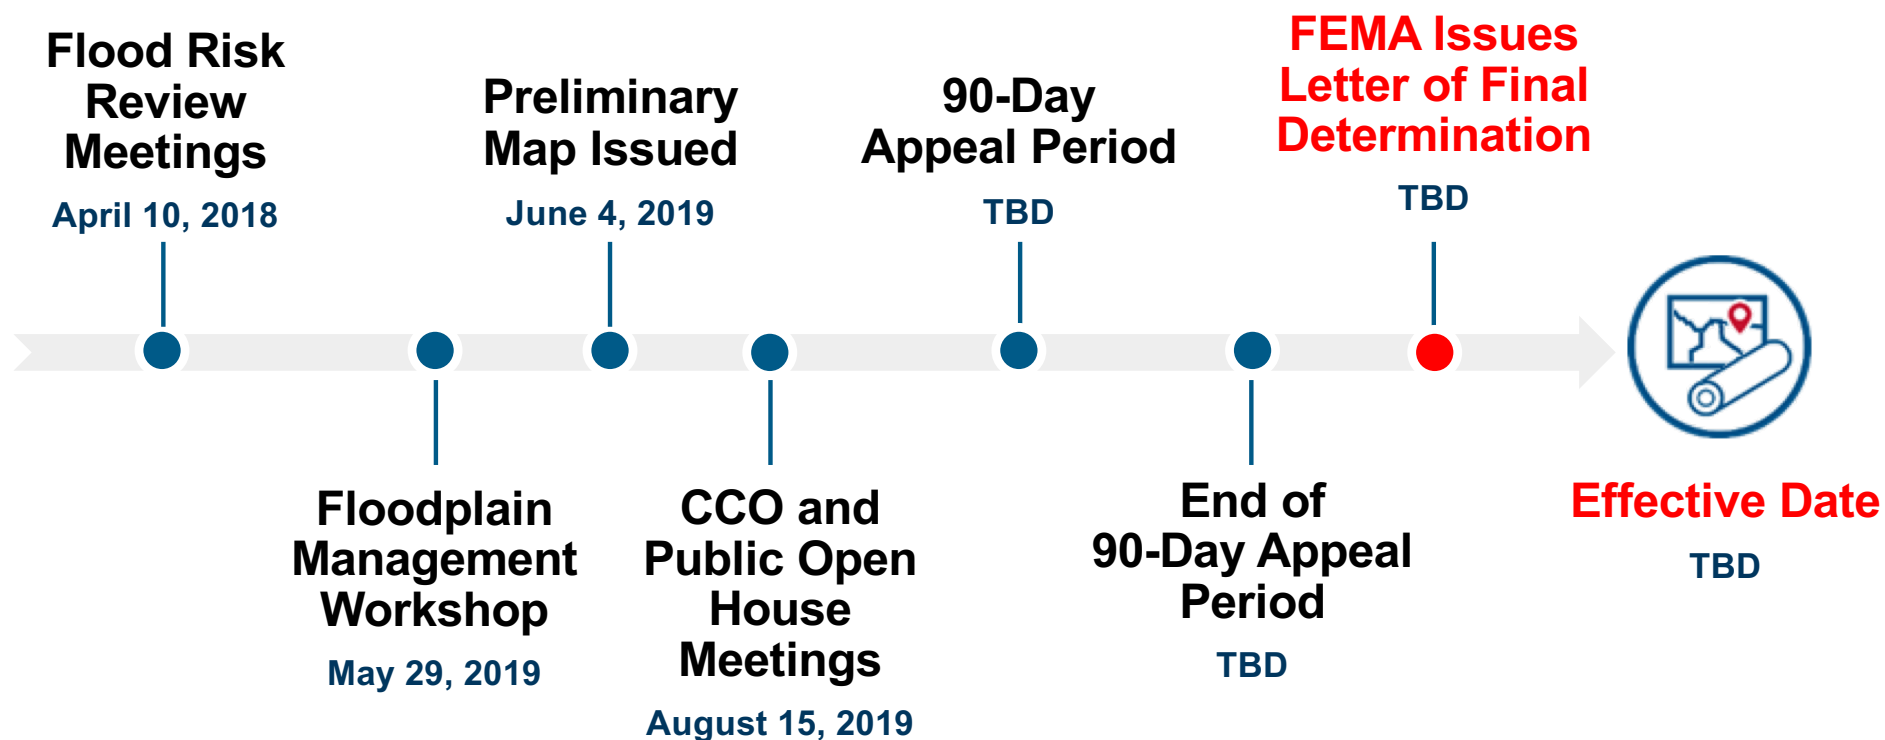 Flood Risk
Review
Meetings
April 10, 2018
Floodplain
Management
Workshop
May 29, 2019
Preliminary
Map Issued
June 4, 2019
CCO and
Public Open
House
Meetings
August 15, 2019
90-Day
Appeal Period
TBD
End of
90-Day Appeal
Period
TBD
FEMA Issues
Letter of Final
Determination
TBD
Effective Date
TBD